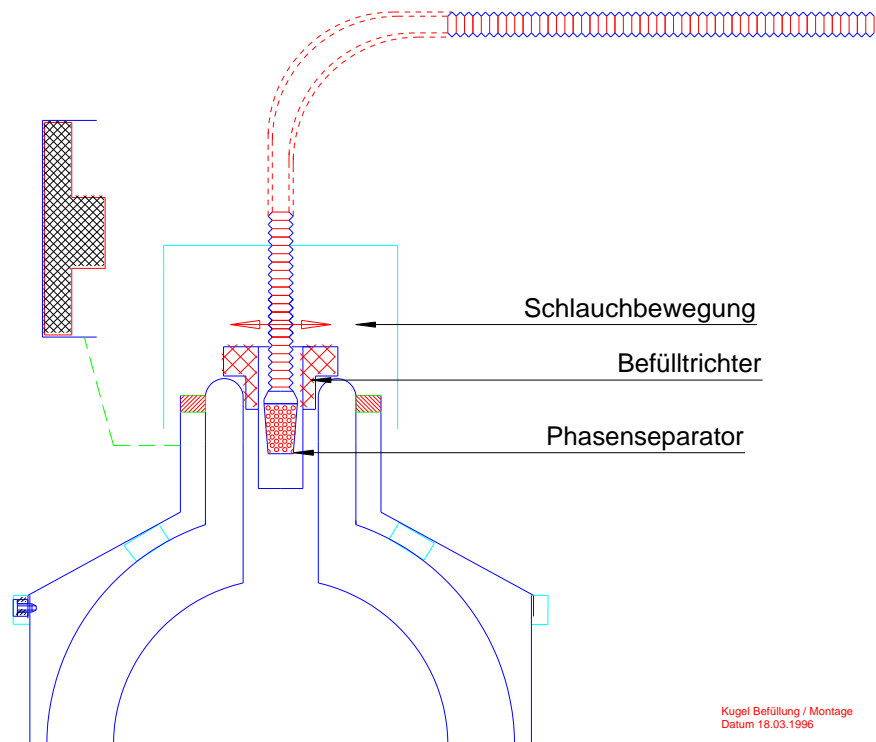 Schlauchbewegung
Befülltrichter
Phasenseparator
Kugel Befüllung / Montage
Datum 18.03.1996